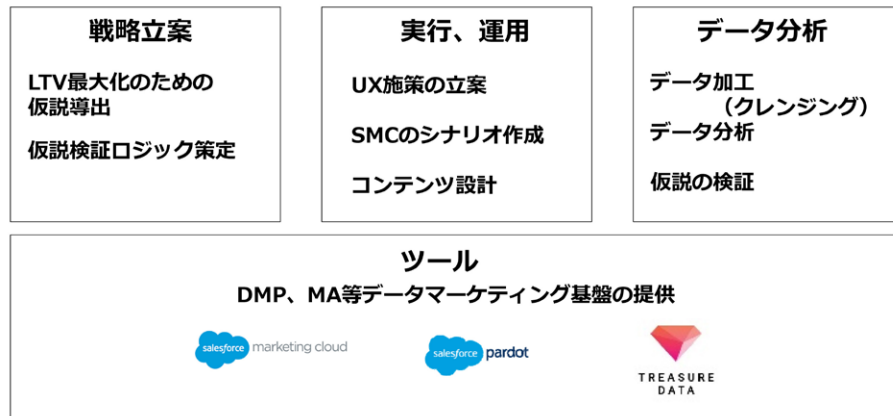 戦略立案
LTV最大化のための
仮説導出
仮説検証ロジック策定
実行、運用
UX施策の立案
SMCのシナリオ作成
コンテンツ設計
データ分析
データ加工
（クレンジング）
データ分析
仮説の検証
ツール
DMP、MA等データマーケティング基盤の提供
salesforce marketing cloud
salesforce pardot
TREASURE
DATA